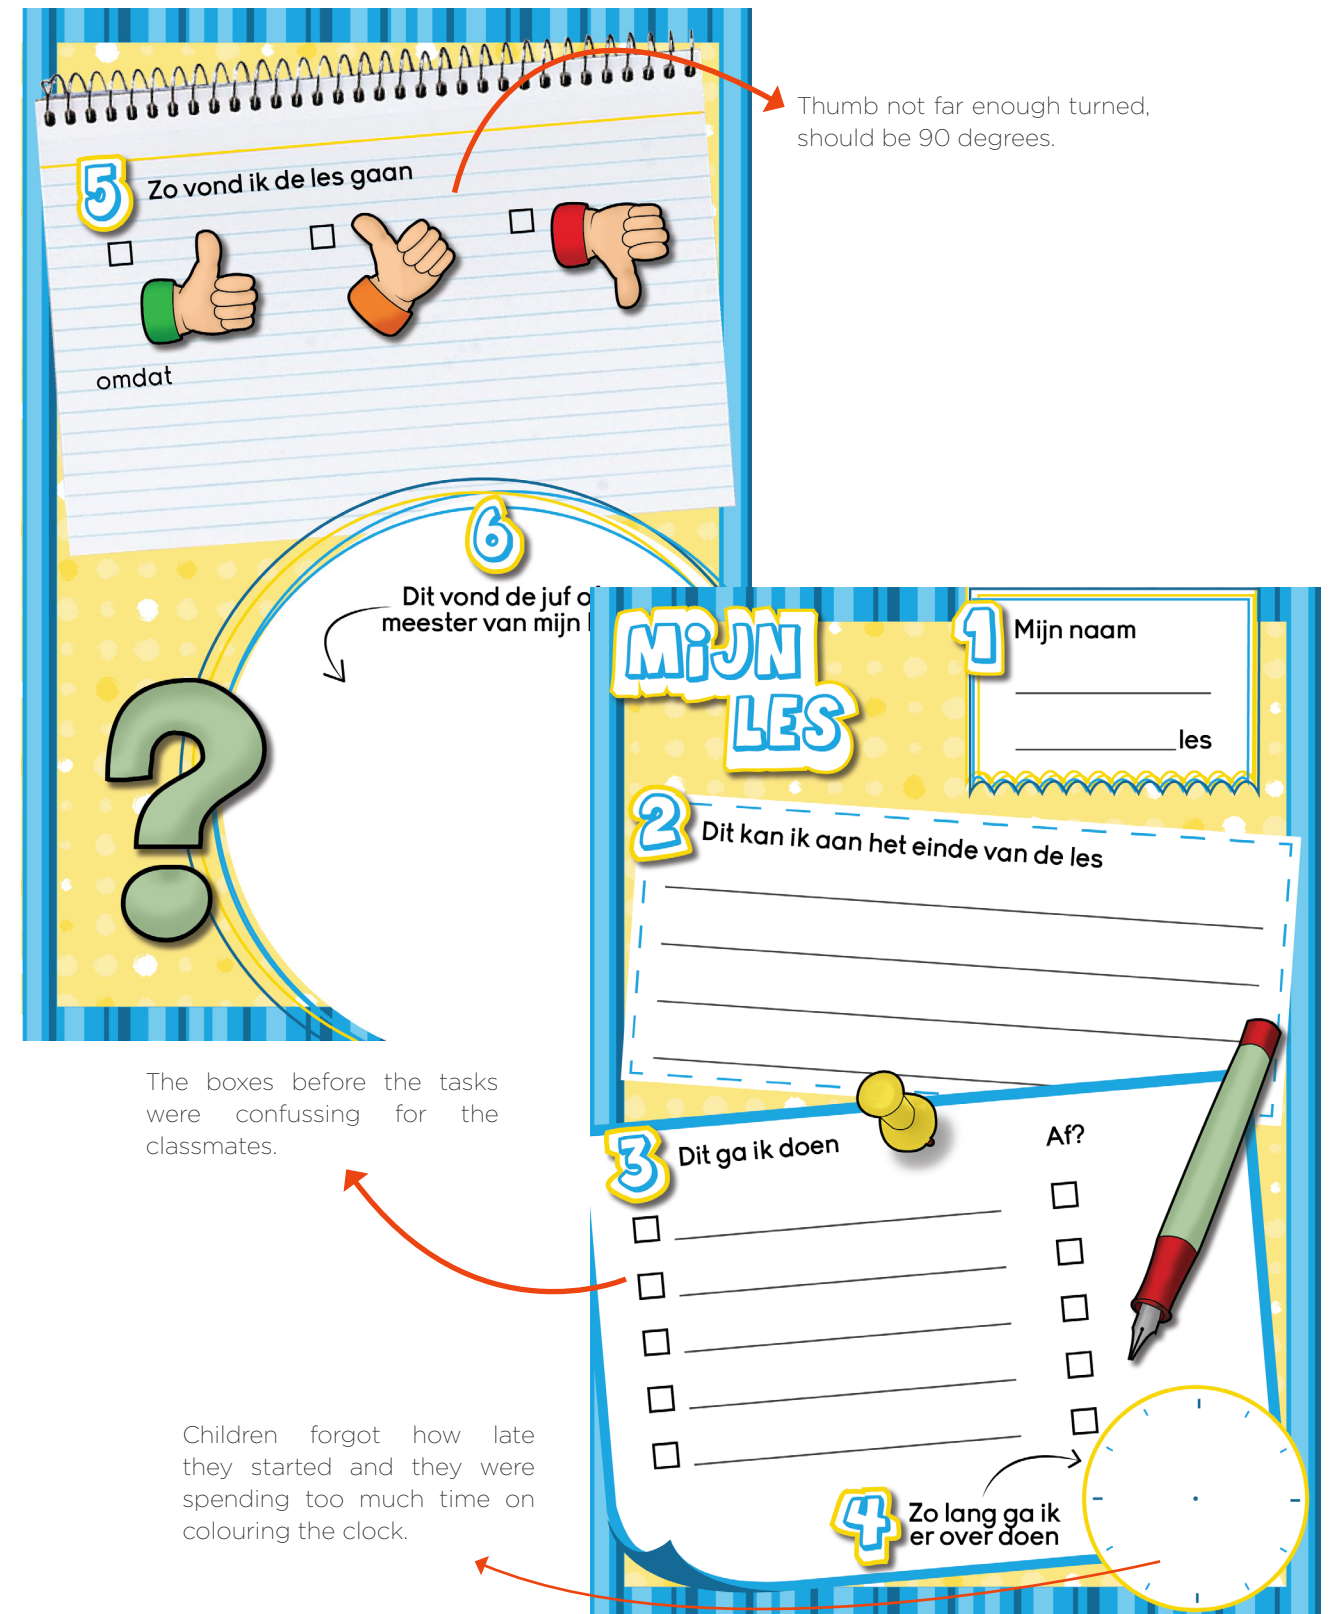 Thumb not far enough turned,
should be 90 degrees.
5 Zo vond ik de les gaan
omdat
6
Dit vond de juf o
meester van mijn
MiJN
LES
1 Mijn naam
les
2 Dit kan ik aan het einde van de les
The boxes before the tasks
were confussing for the
classmates.
3 Dit ga ik doen
Af?
Children forgot how late
they started and they were
spending too much time on
colouring the clock.
4 Zo lang ga ik
er over doen